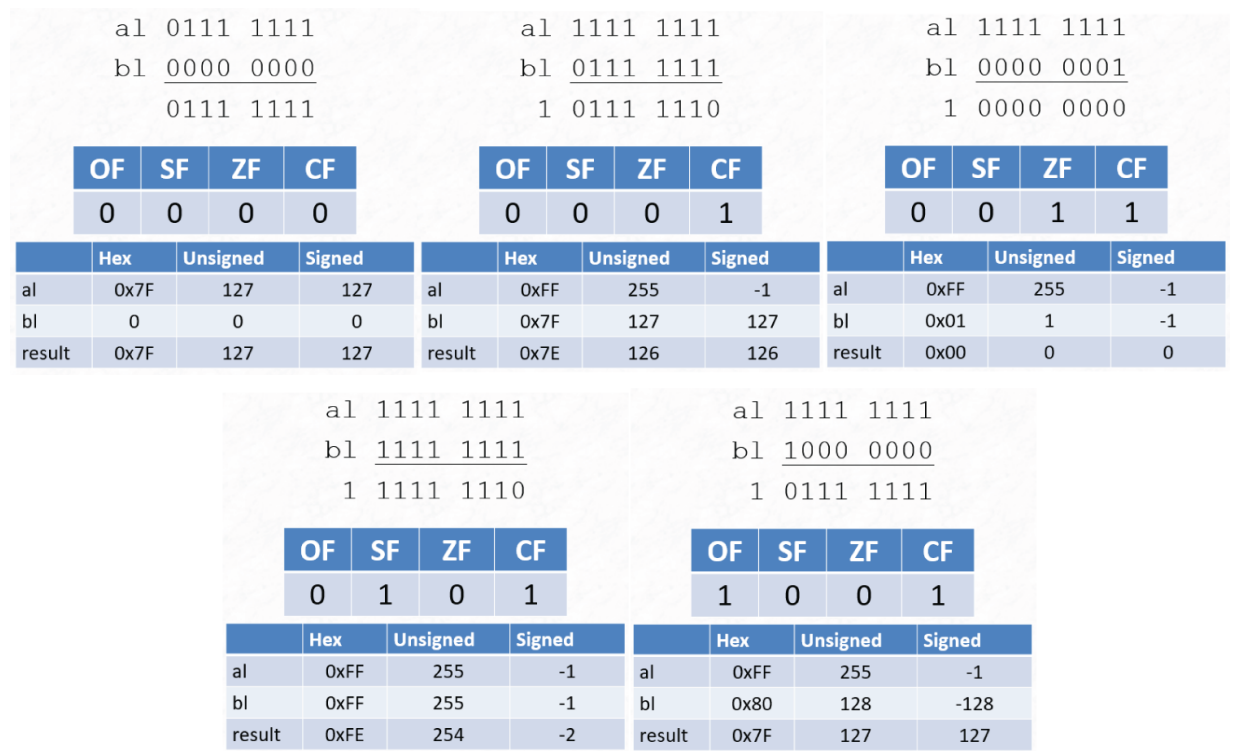 al 0111 1111
bl 0000 0000
0111 1111
OF SF ZF CF
0 0 0 0
Hex Unsigned Signed
al 0x7F 127 127
bl 0 0 0
result 0x7F 127 127
al 1111 1111
bl 0111 1111
1 0111 1110
OF SF ZF CF
0 0 0 1
Hex Unsigned Signed
al 0xFF 255 -1
bl 0x7F 127 127
result 0x7E 126 126
al 1111 1111
bl 0000 0001
1 0000 0000
OF SF ZF CF
0 0 1 1
Hex Unsigned Signed
al 0xFF 255 -1
bl 0x01 1 -1
result 0x00 0 0
al 1111 1111
bl 1111 1111
1 1111 1110
OF SF ZF CF
0 1 0 1
Hex Unsigned Signed
al 0xFF 255 -1
bl 0xFF 255 -1
result 0xFE 254 -2
al 1111 1111
bl 1000 0000
1 0111 1111
OF SF ZF CF
1 0 0 1
Hex Unsigned Signed
al 0xFF 255 -1
bl 0x80 128 -128
result 0x7F 127 127